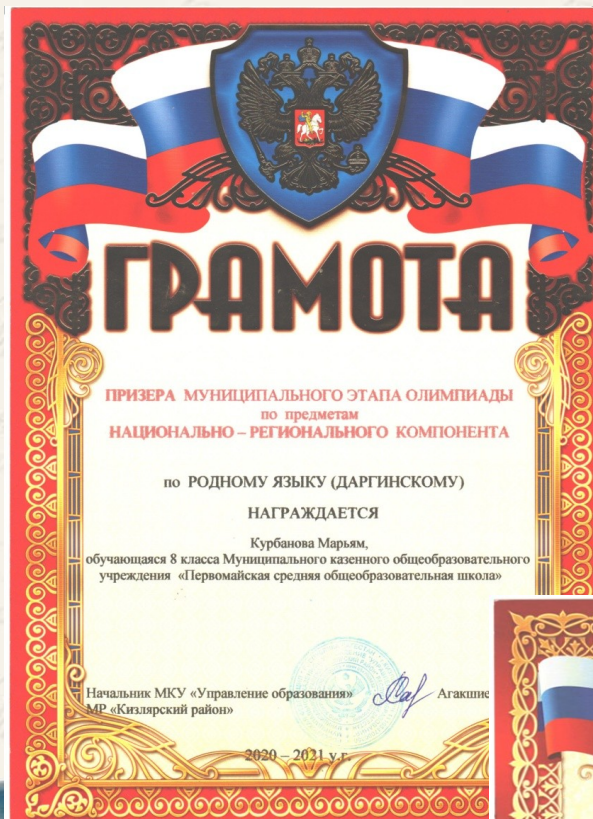 ГРАМОТА
ПРИЗЕРА МУНИЦИПАЛЬНОГО ЭТАПА ОЛИМПИАДЫ
по предметам
НАЦИОНАЛЬНО – РЕГИОНАЛЬНОГО КОМПОНЕНТА
по РОДНОМУ ЯЗЫКУ (ДАРГИНСКОМУ)
НАГРАЖДАЕТСЯ
Курбанова Марьям,
обучающаяся 8 класса Муниципального казенного общеобразовательного
учреждения «Первомайская средняя общеобразовательная школа»
Начальник МКУ «Управление образования» Агакшие
МР «Кизлярский район»
2020 – 2021 у.г.